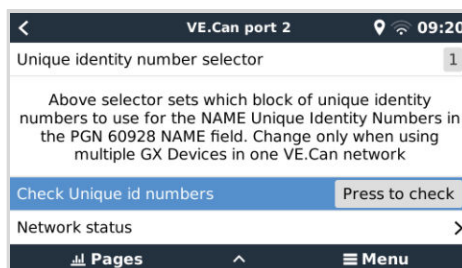 VE.Can port 2 09:20
Unique identity number selector 1
Above selector sets which block of unique identity
numbers to use for the NAME Unique Identity Numbers in
the PGN 60928 NAME field. Change only when using
multiple GX Devices in one VE.Can network
Check Unique id numbers Press to check
Network status
Pages Menu